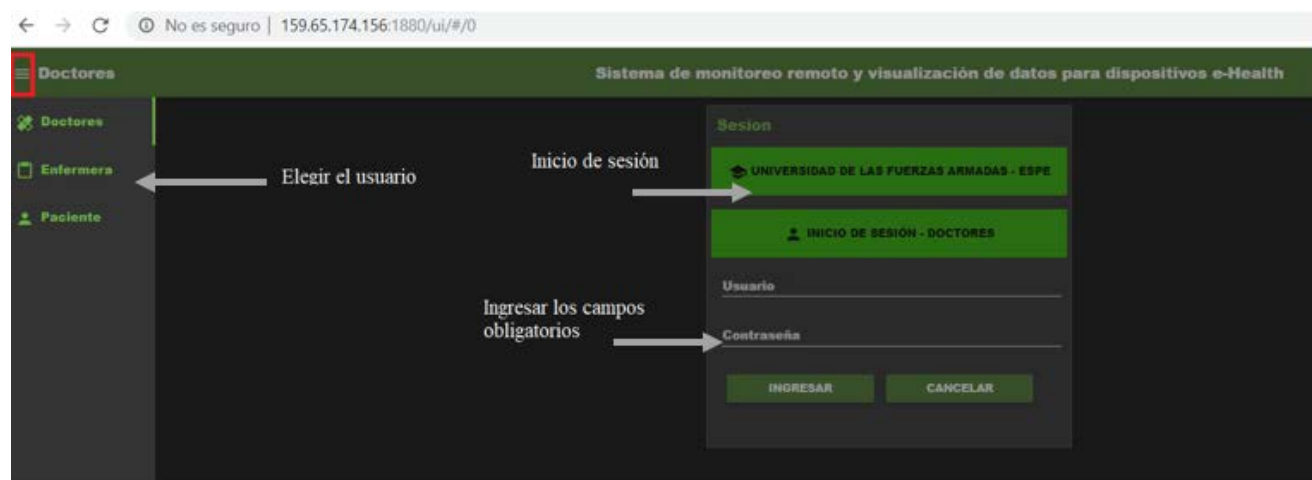 No es seguro | 159.65.174.156:1880/ui/#/0
Doctores
Sistema de monitoreo remoto y visualización de datos para dispositivos e-Health
Doctores
Enfermera
Paciente
Elegir el usuario
Inicio de sesión
Sesion
UNIVERSIDAD DE LAS FUERZAS ARMADAS - ESPE
INICIO DE SESIÓN - DOCTORES
Usuario
Ingresar los campos
obligatorios
Contraseña
INGRESAR
CANCELAR